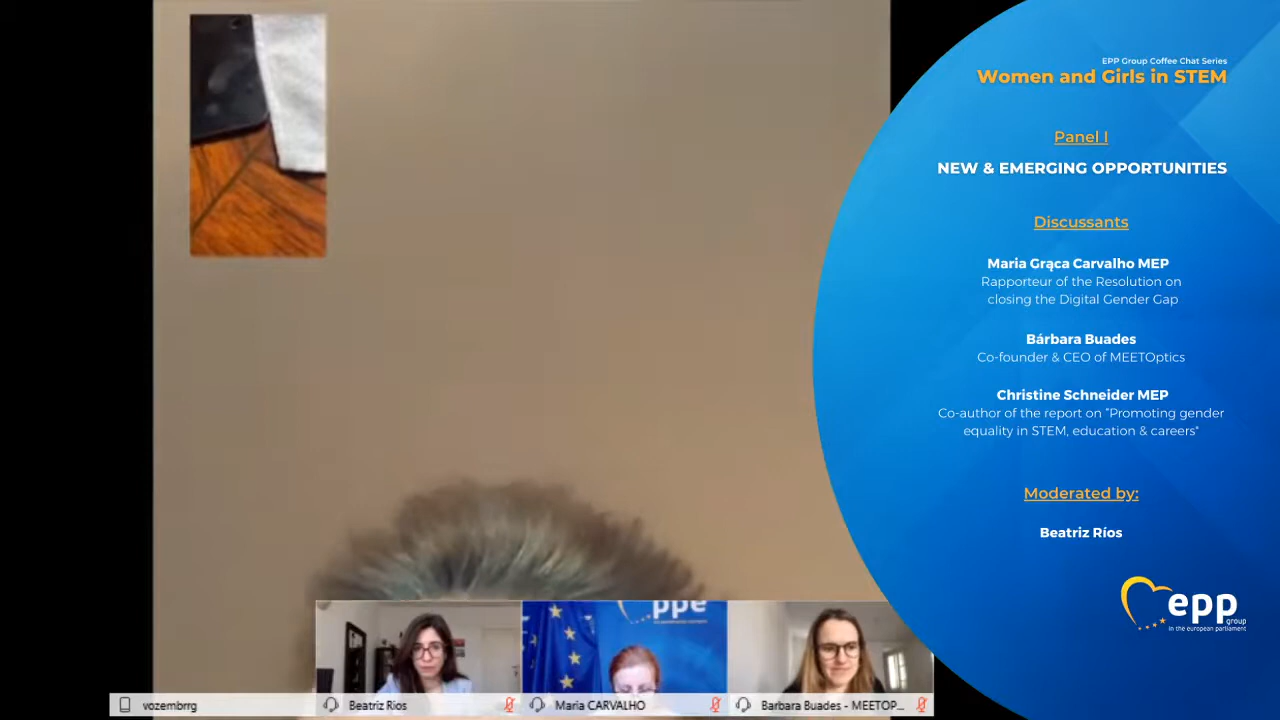 EPP Group Coffee Chat Series
Women and Girls in STEM
Panel I
NEW & EMERGING OPPORTUNITIES
Discussants
Maria Grąca Carvalho MEP
Rapporteur of the Resolution on
closing the Digital Gender Gap
Bárbara Buades
Co-founder & CEO of MEETOptics
Christine Schneider MEP
Co-author of the report on "Promoting gender
equality in STEM, education & careers"
Moderated by:
Beatriz Ríos
epp
group
in the european parliament
ppe
vozembrrg
Beatriz Rios
Maria CARVALHO
Barbara Buades - MEETOP...